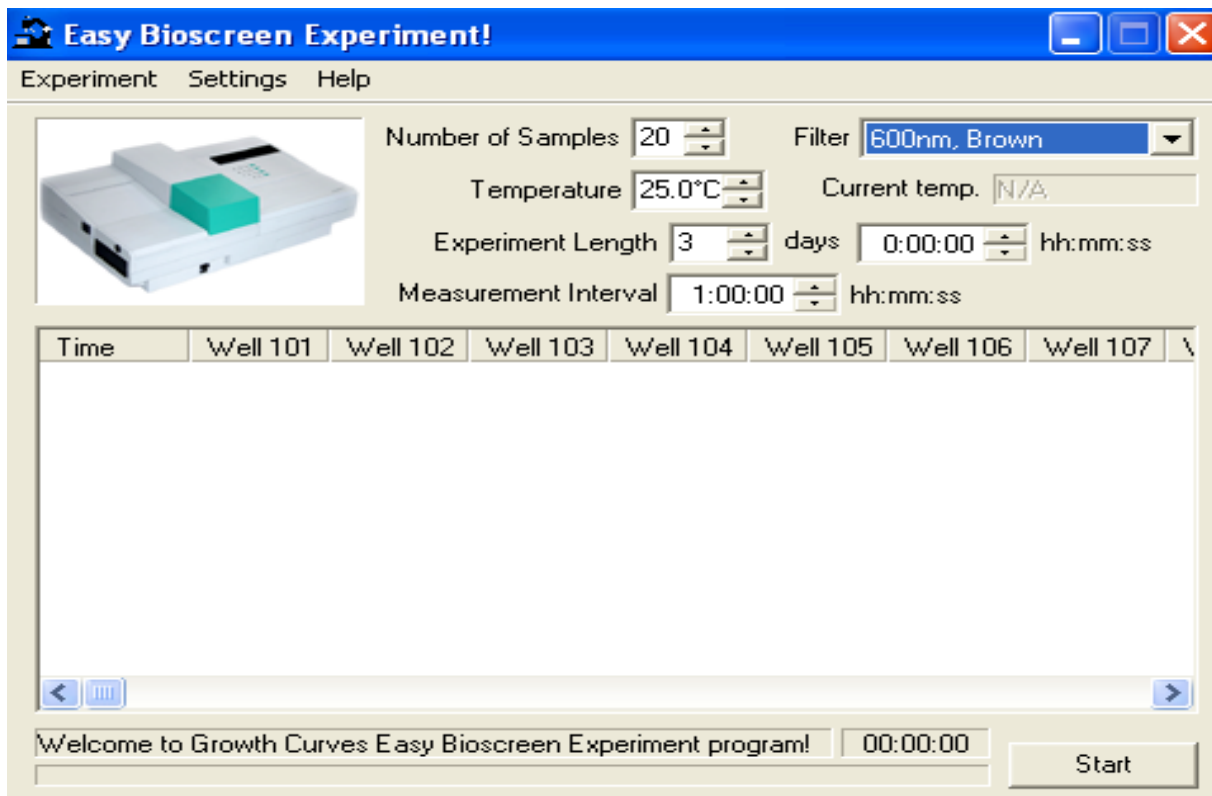 Easy Bioscreen Experiment!
Experiment Settings Help
Number of Samples 20 Filter 600nm, Brown
Temperature 25.0°C Current temp. N/A
Experiment Length 3 days 0:00:00 hh:mm:ss
Measurement Interval 1:00:00 hh:mm:ss
Time Well 101 Well 102 Well 103 Well 104 Well 105 Well 106 Well 107
Welcome to Growth Curves Easy Bioscreen Experiment program! 00:00:00
Start